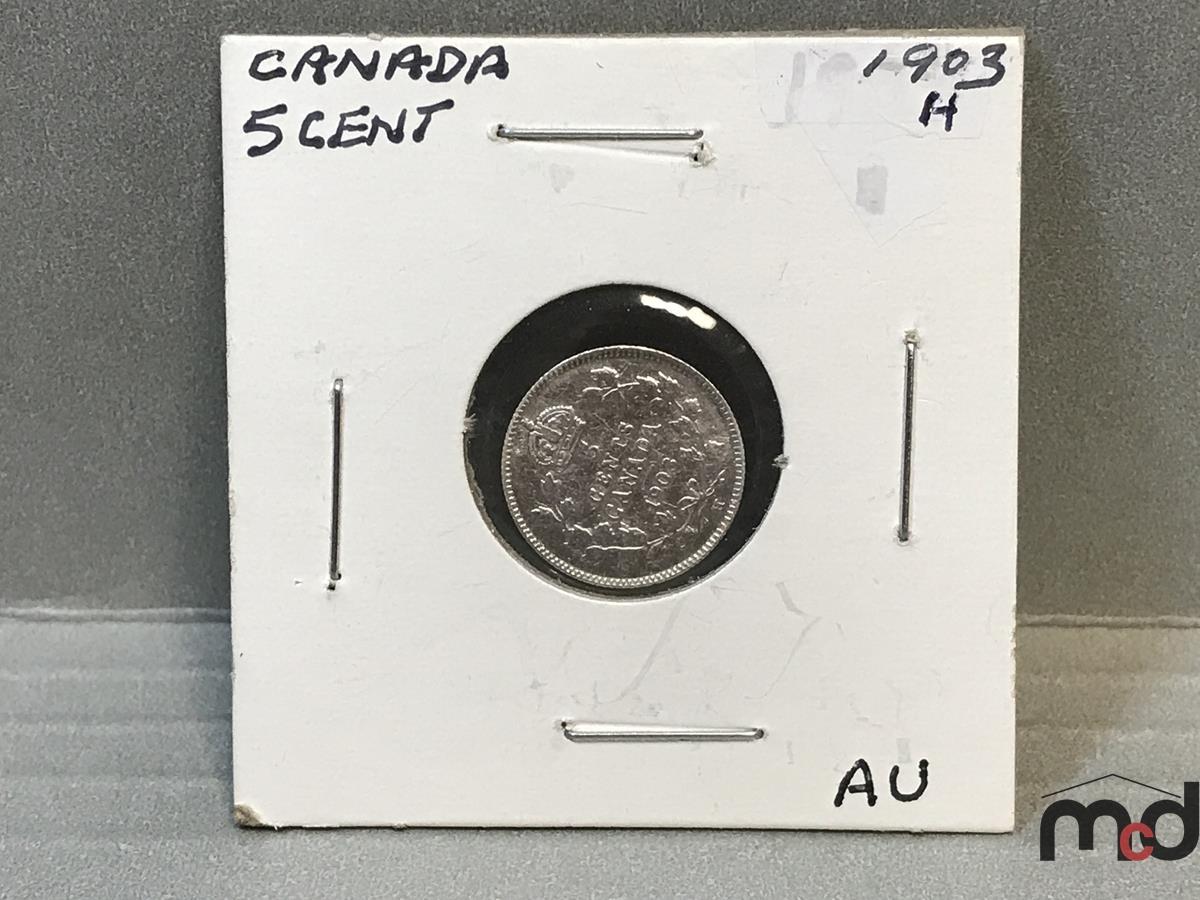 CANADA
5 CENT
1903
H
5
CENTS
CANADA
1903
H
AU
mcd